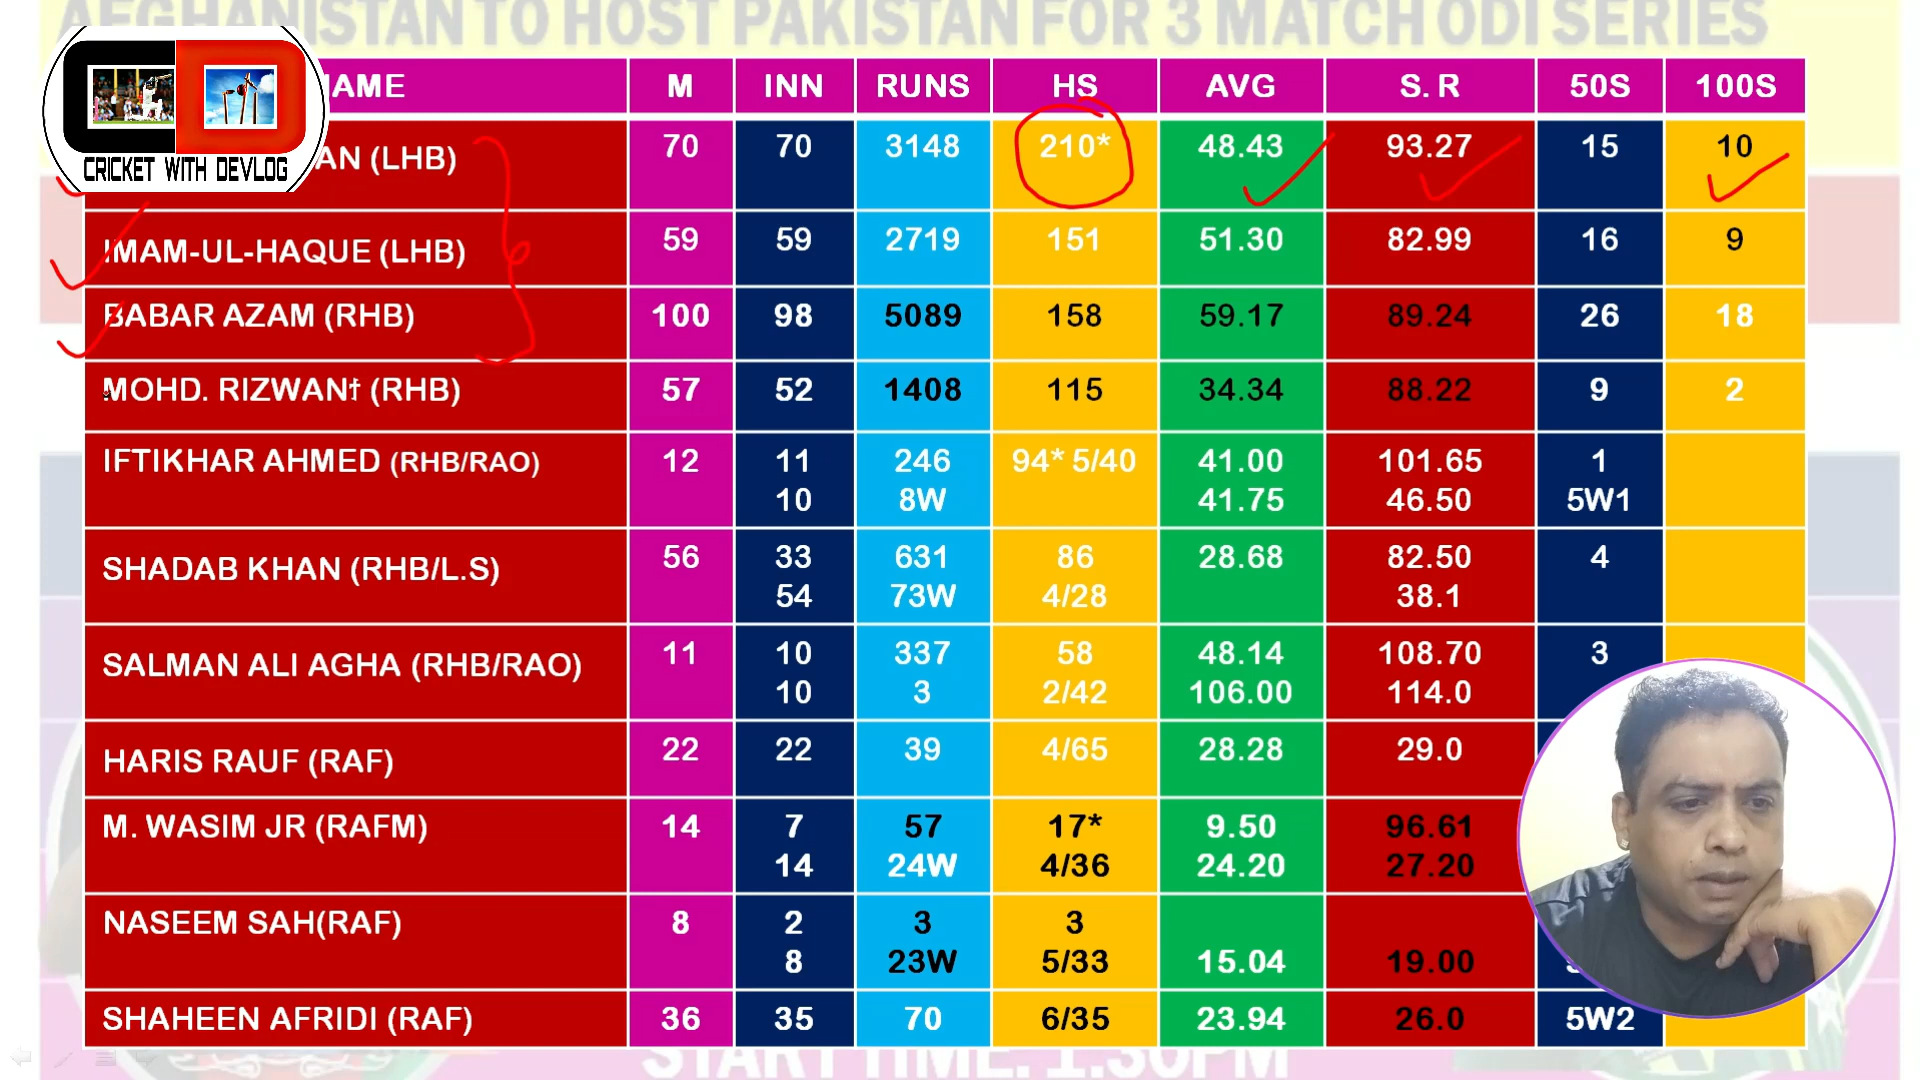 AFGHANISTAN TO HOST PAKISTAN FOR 3 MATCH ODI SERIES
CRICKET WITH DEVLOG
AME M INN RUNS HS AVG S. R 50S 100S
AN (LHB) 70 70 3148 210* 48.43 93.27 15 10
IMAM-UL-HAQUE (LHB) 59 59 2719 151 51.30 82.99 16 9
BABAR AZAM (RHB) 100 98 5089 158 59.17 89.24 26 18
MOHD. RIZWAN† (RHB) 57 52 1408 115 34.34 88.22 9 2
IFTIKHAR AHMED (RHB/RAO) 12 11 246 94* 5/40 41.00 101.65 1
10 8W 41.75 46.50 5W1
SHADAB KHAN (RHB/L.S) 56 33 631 86 28.68 82.50 4
54 73W 4/28 38.1
SALMAN ALI AGHA (RHB/RAO) 11 10 337 58 48.14 108.70 3
10 3 2/42 106.00 114.0
HARIS RAUF (RAF) 22 22 39 4/65 28.28 29.0
M. WASIM JR (RAFM) 14 7 57 17* 9.50 96.61
14 24W 4/36 24.20 27.20
NASEEM SAH(RAF) 8 2 3 3
8 23W 5/33 15.04 19.00
SHAHEEN AFRIDI (RAF) 36 35 70 6/35 23.94 26.0 5W2
START TIME: 1.30PM